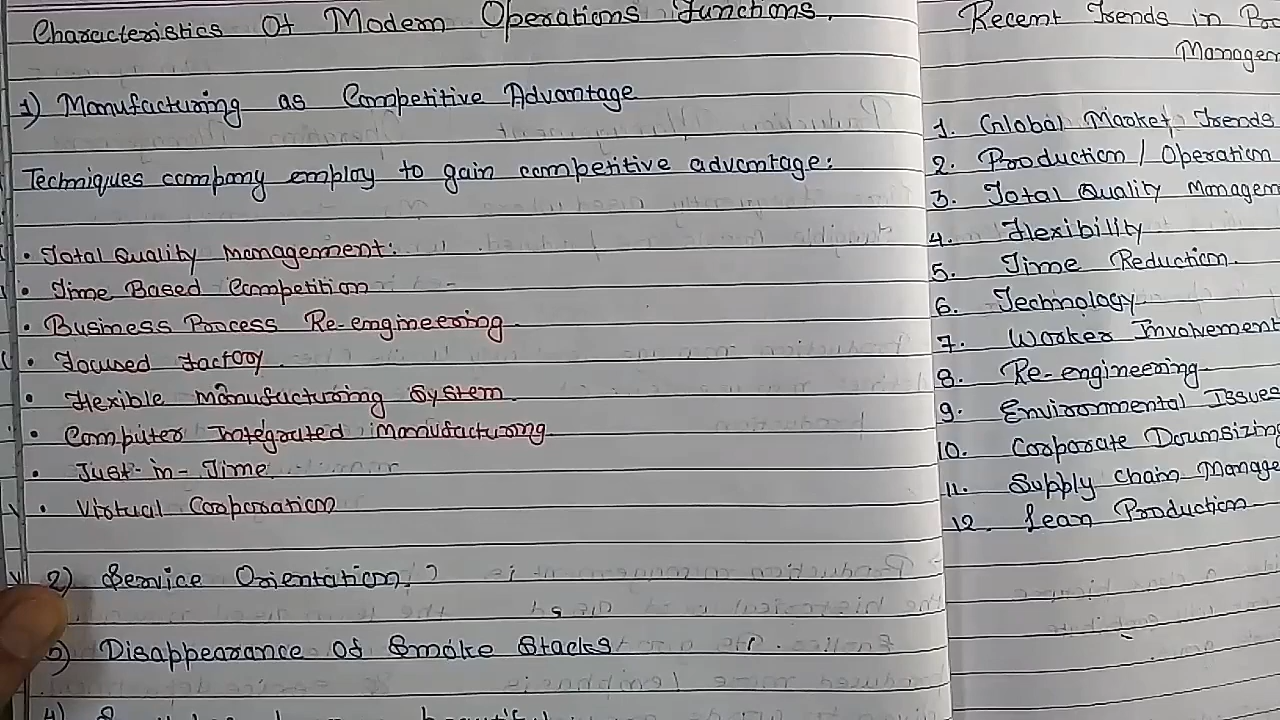 Characteristics Of Modern Operations Functions.
1) Manufacturing as Competitive Advantage
Techniques company employ to gain competitive advantage:
• Total Quality Management:
• Time Based Competition
• Business Process Re-engineering
• Focused Factory
• Flexible Manufacturing System
• Computer Integrated Manufacturing
• Just-in-Time
• Virtual Corporation
2) Service Orientation.
3) Disappearance Of Smoke Stacks
4)
Recent Trends in
1. Global Market Trends
2. Production / Operation
3. Total Quality Managem
4. Flexibility
5. Time Reduction.
6. Technology
7. Worker Involvement
8. Re-engineering
9. Environmental Issues
10. Corporate Downsizing
11. Supply Chain Manage
12. Lean Production